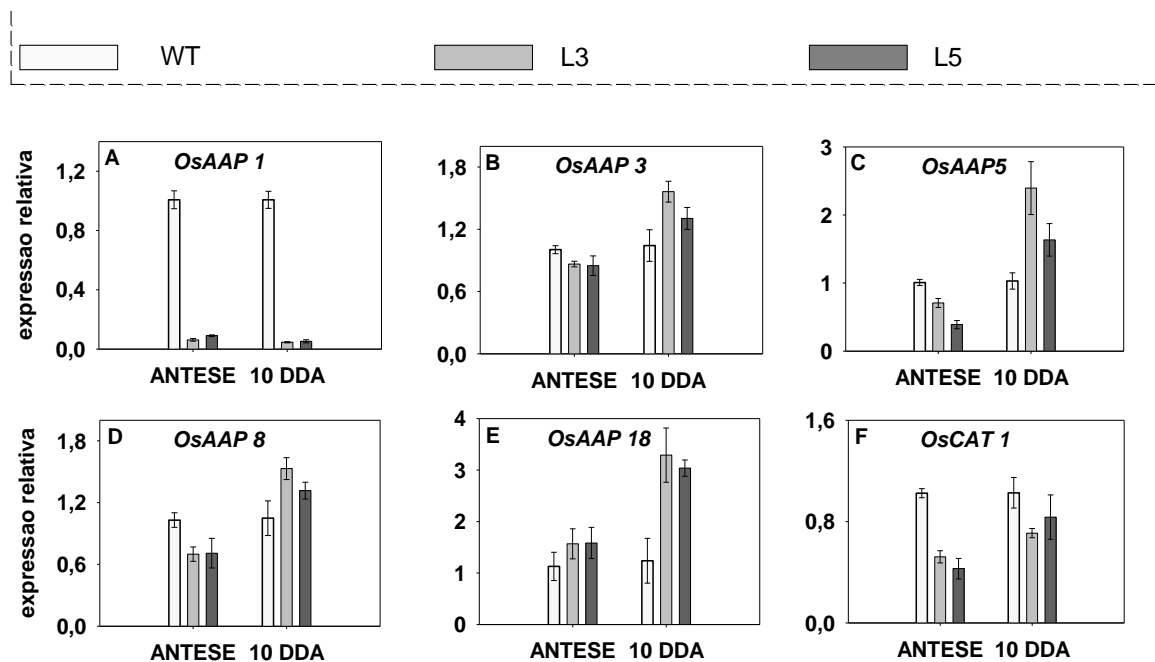 WT L3 L5
A OsAAP 1
expressao relativa
1,2
0,8
0,4
0,0
ANTESE 10 DDA
B OsAAP 3
1,8
1,2
0,6
0,0
ANTESE 10 DDA
C OsAAP5
3
2
1
0
ANTESE 10 DDA
D OsAAP 8
expressao relativa
1,8
1,2
0,6
0,0
ANTESE 10 DDA
E OsAAP 18
4
3
2
1
0
ANTESE 10 DDA
F OsCAT 1
1,6
0,8
0,0
ANTESE 10 DDA